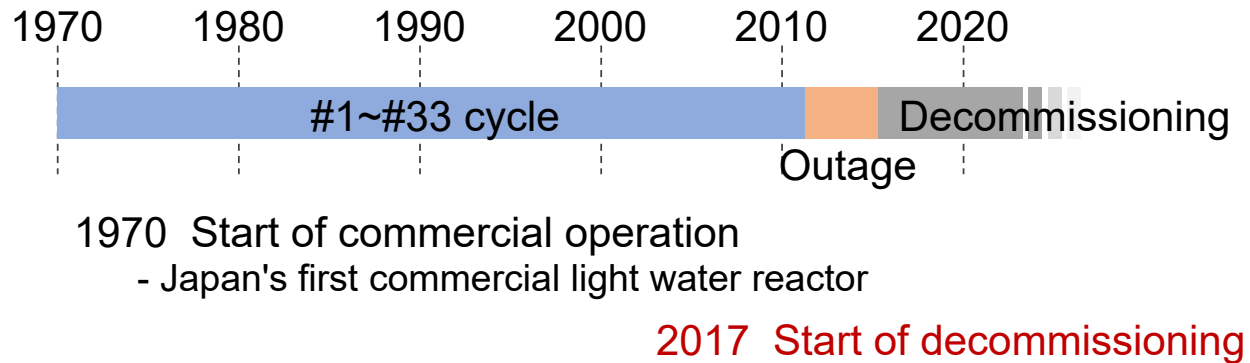 1970 1980 1990 2000 2010 2020
#1~#33 cycle Decommissioning
Outage
1970 Start of commercial operation
- Japan's first commercial light water reactor
2017 Start of decommissioning